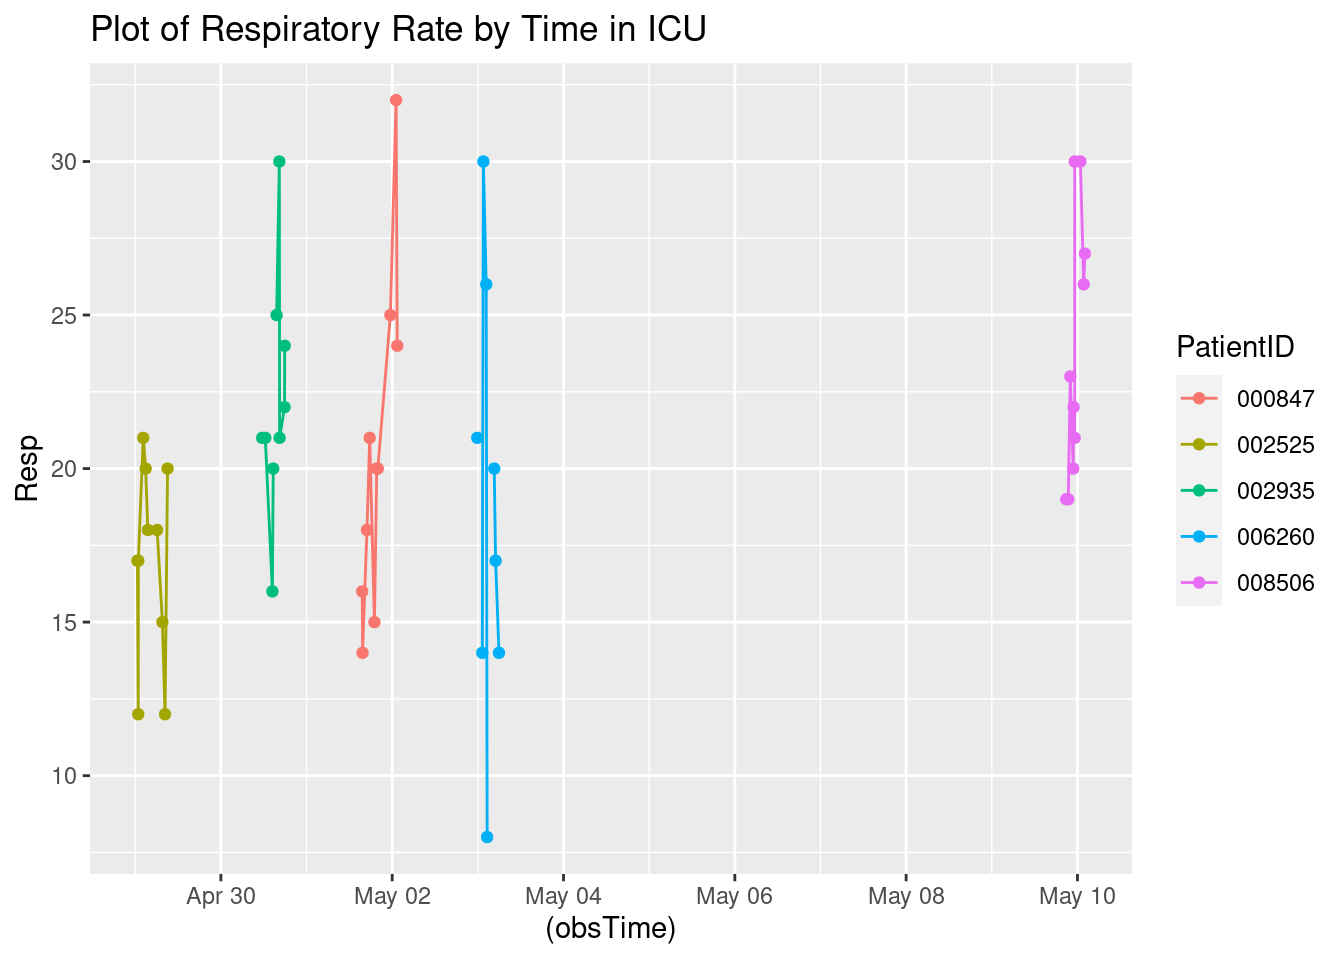 Plot of Respiratory Rate by Time in ICU
Resp
30
25
20
15
10
Apr 30
May 02
May 04
May 06
May 08
May 10
(obsTime)
PatientID
000847
002525
002935
006260
008506